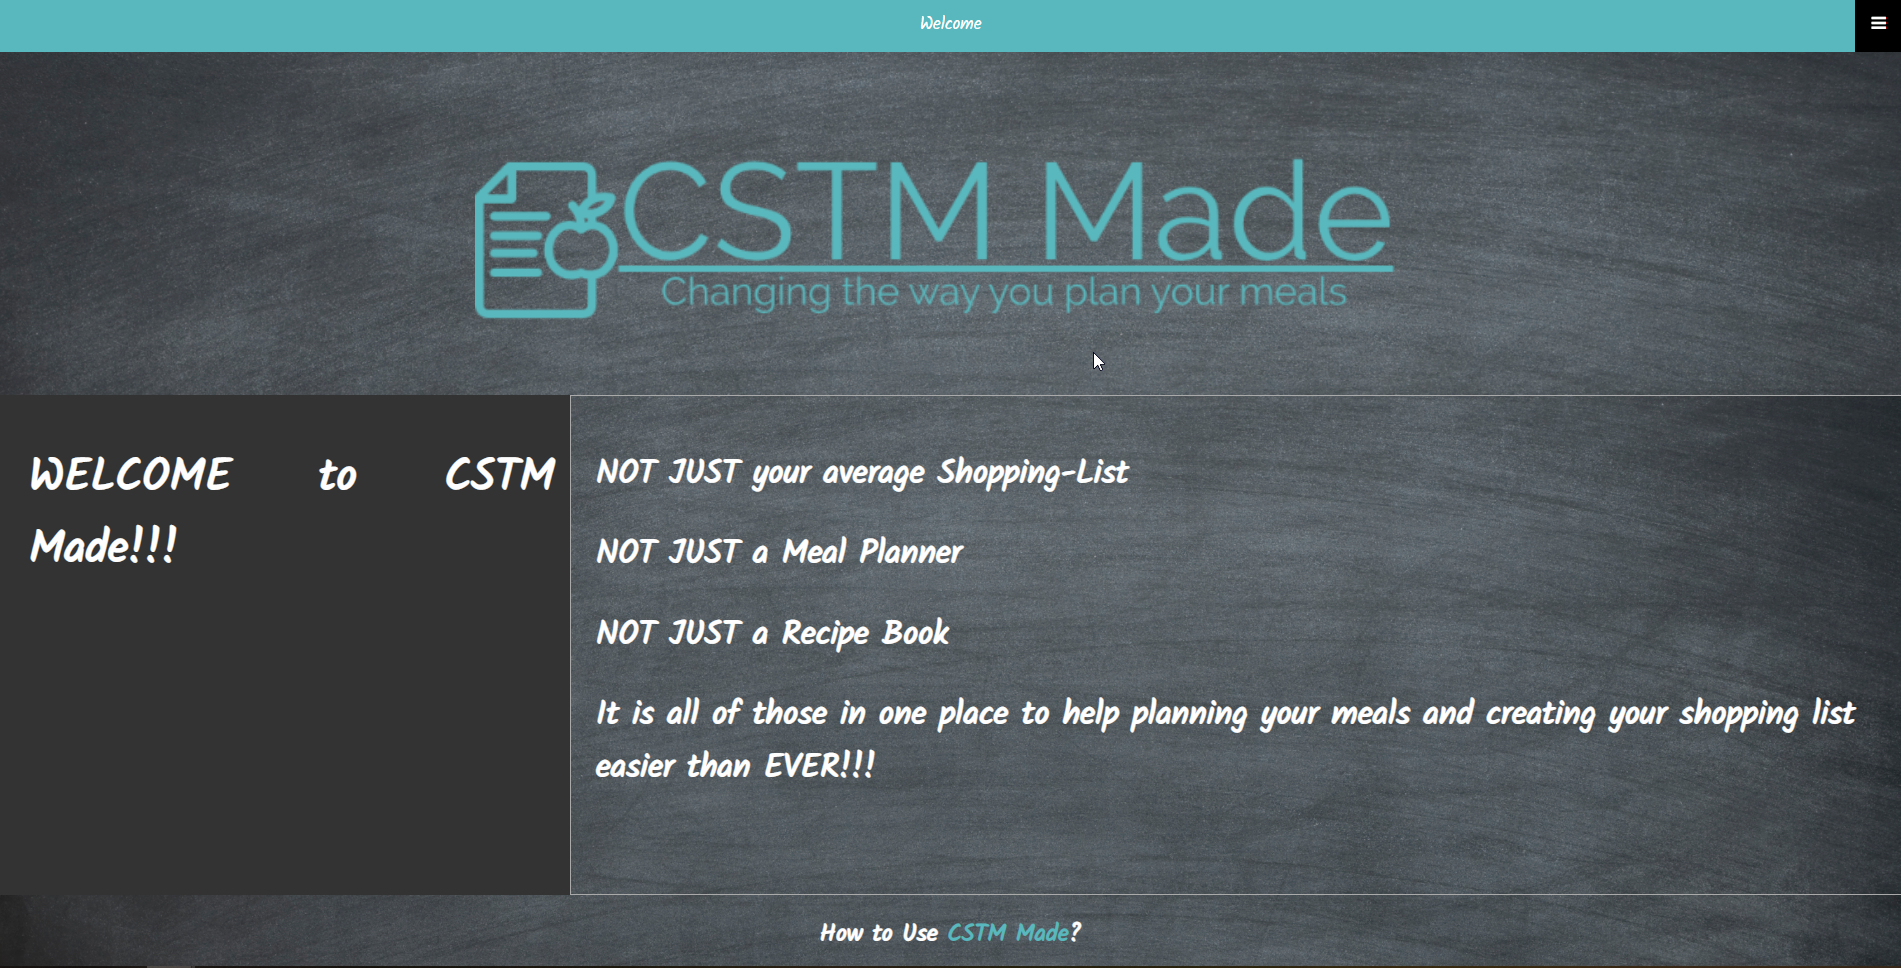 Welcome
CSTM Made
Changing the way you plan your meals
WELCOME to CSTM
Made!!!
NOT JUST your average Shopping-List
NOT JUST a Meal Planner
NOT JUST a Recipe Book
It is all of those in one place to help planning your meals and creating your shopping list
easier than EVER!!!
How to Use CSTM Made?